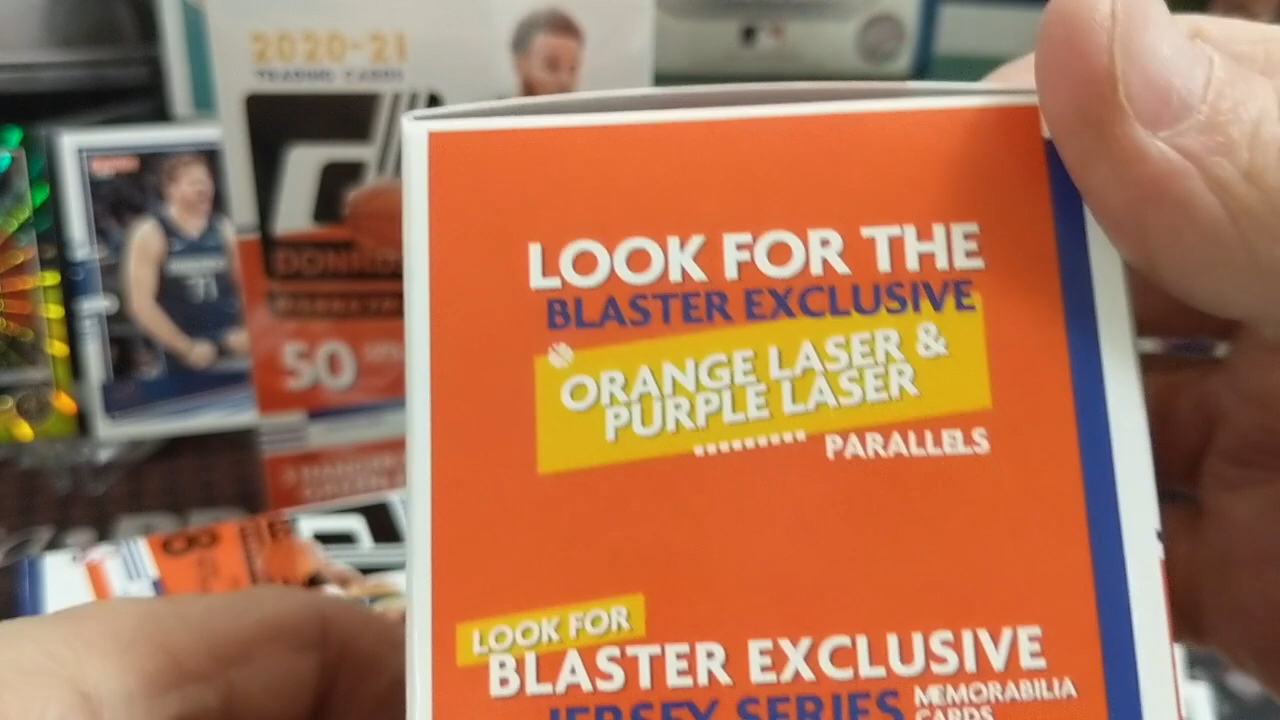 2020-21
TRADING CARDS
50
LOOK FOR THE
BLASTER EXCLUSIVE
ORANGE LASER &
PURPLE LASER
PARALLELS
LOOK FOR
BLASTER EXCLUSIVE
JERSEY SERIES MEMORABILIA
CARDS
8